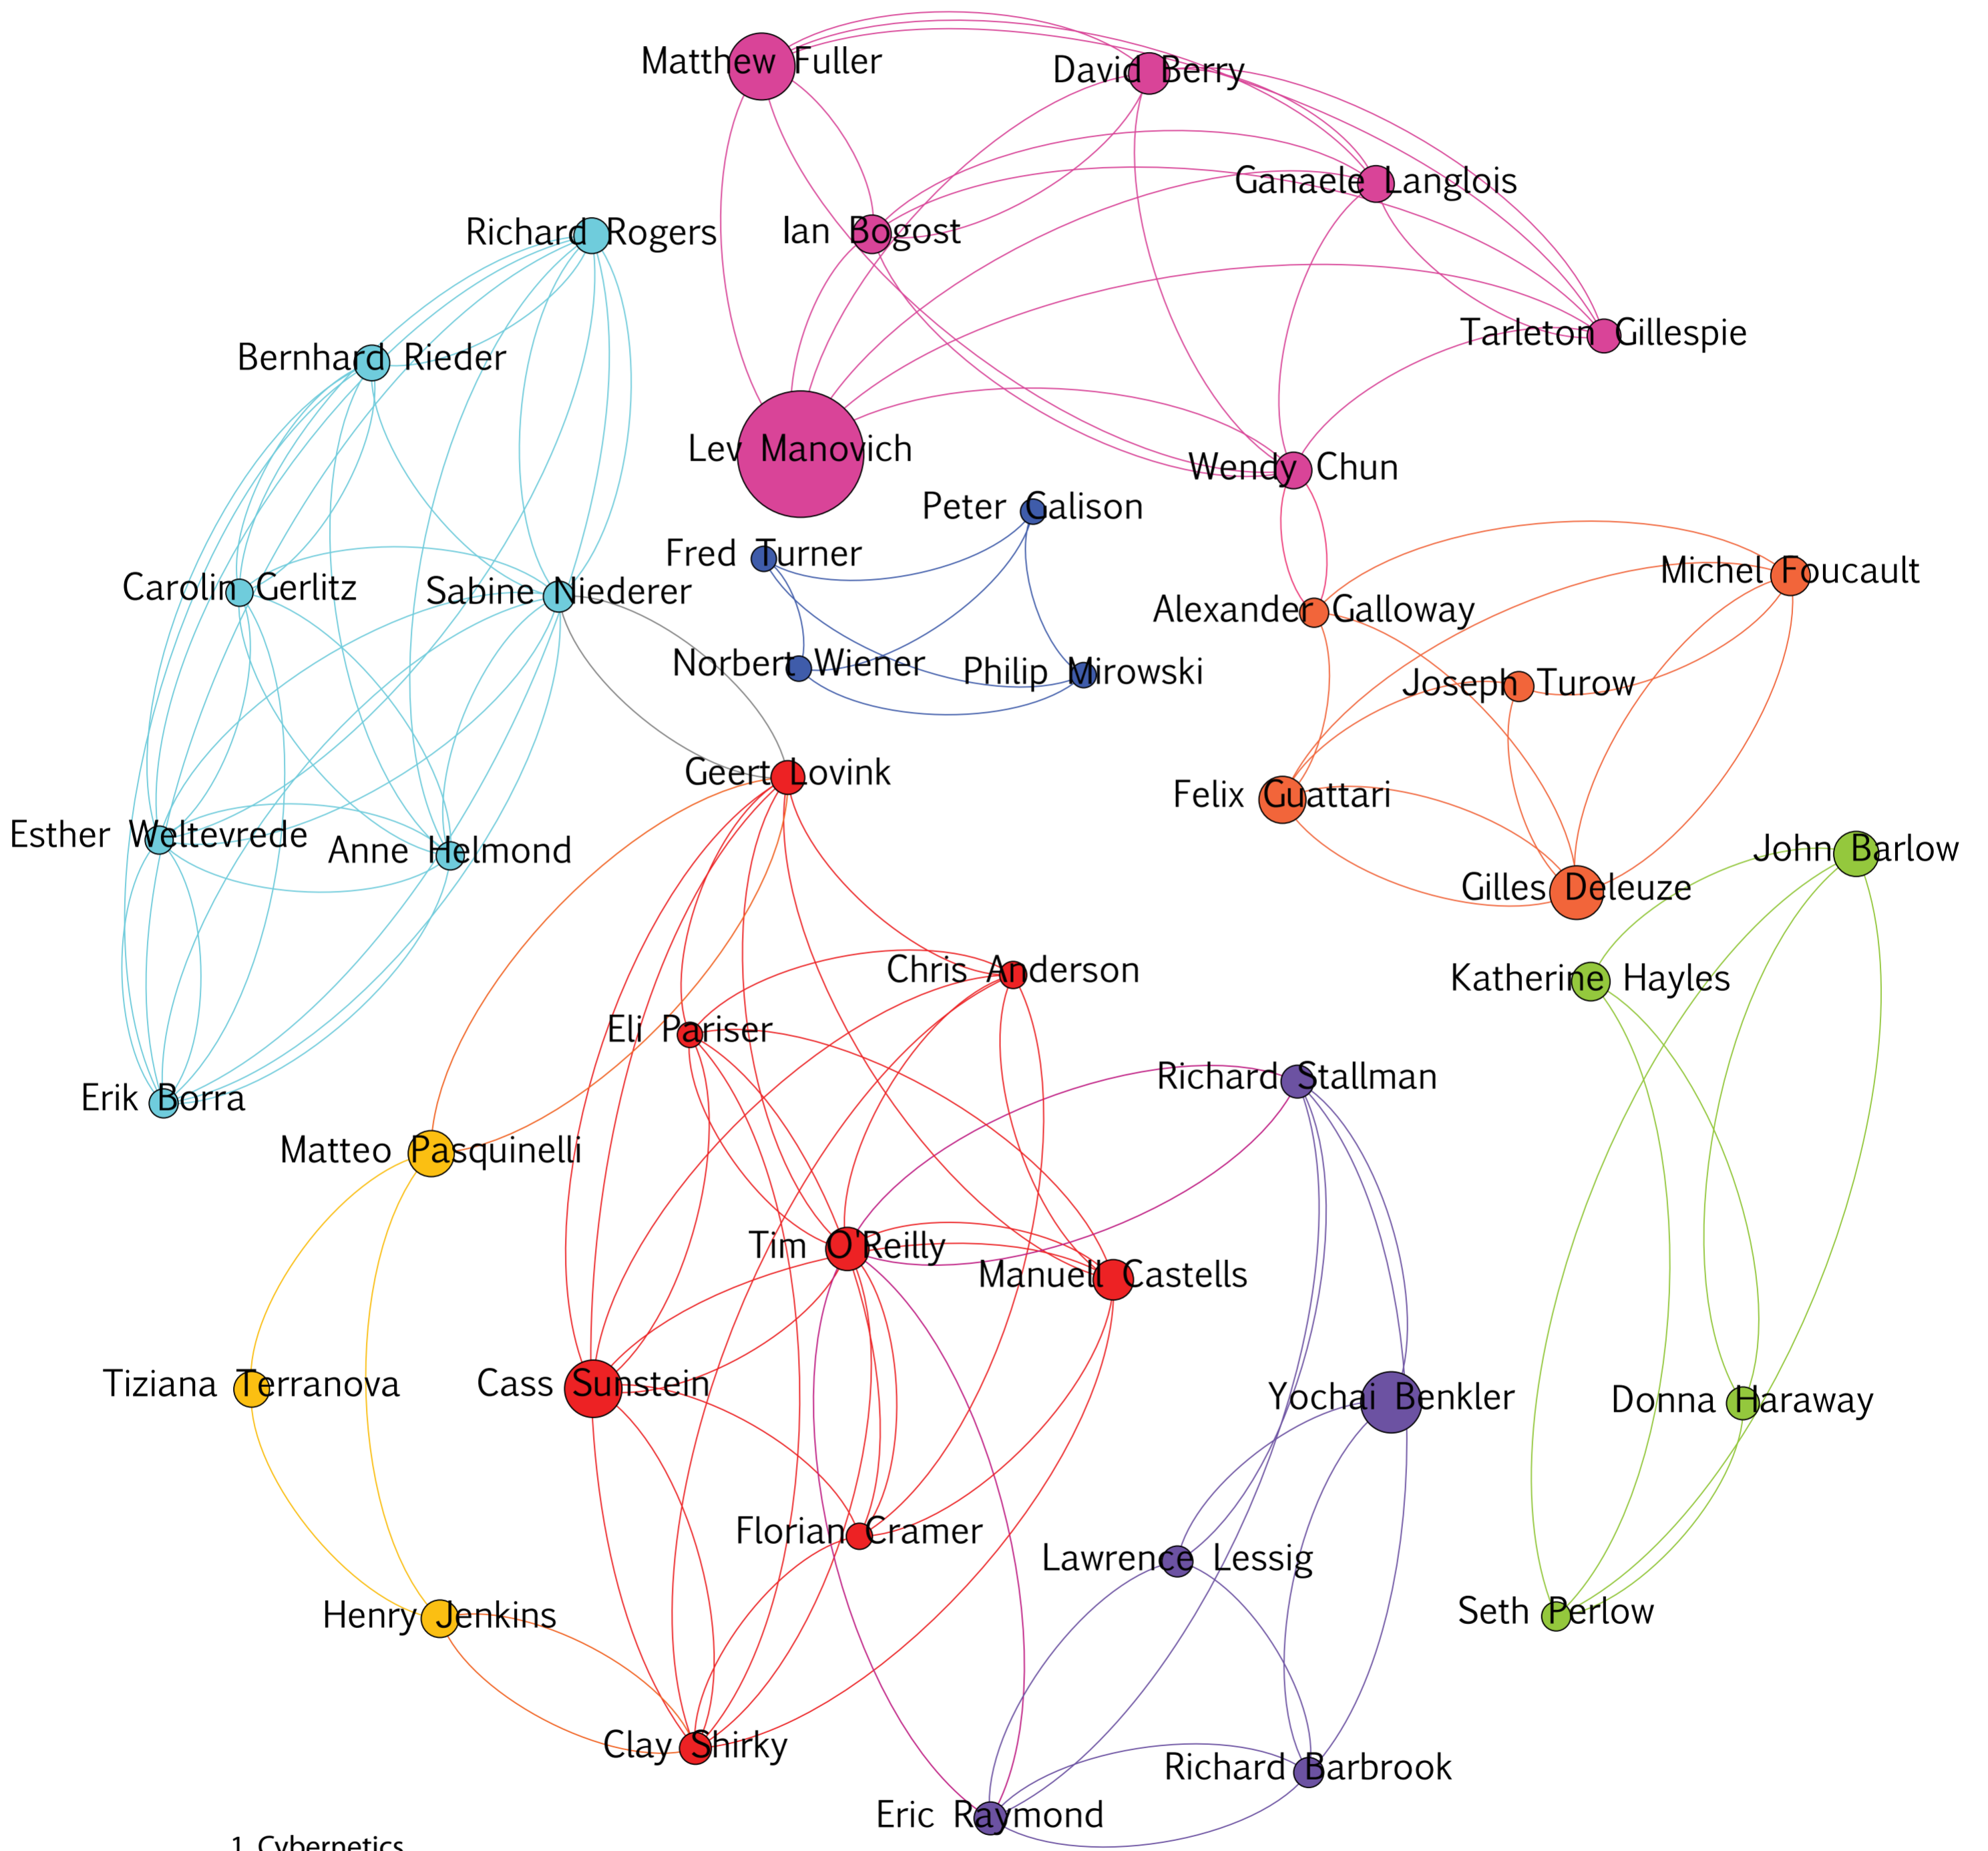 Matthew Fuller
David Berry
Ganaele Langlois
Richard Rogers
Ian Bogost
Tarleton Gillespie
Bernhard Rieder
Lev Manovich
Wendy Chun
Peter Galison
Fred Turner
Michel Foucault
Carolin Gerlitz
Sabine Niederer
Alexander Galloway
Norbert Wiener
Philip Mirowski
Joseph Turow
Geert Lovink
Felix Guattari
Esther Weltevrede
Anne Helmond
John Barlow
Gilles Deleuze
Chris Anderson
Katherine Hayles
Eli Pariser
Richard Stallman
Erik Borra
Matteo Pasquinelli
Tim O'Reilly
Manuell Castells
Tiziana Terranova
Cass Sunstein
Yochai Benkler
Donna Haraway
Florian Cramer
Lawrence Lessig
Henry Jenkins
Seth Perlow
Clay Shirky
Richard Barbrook
Eric Raymond
1 Cybernetics